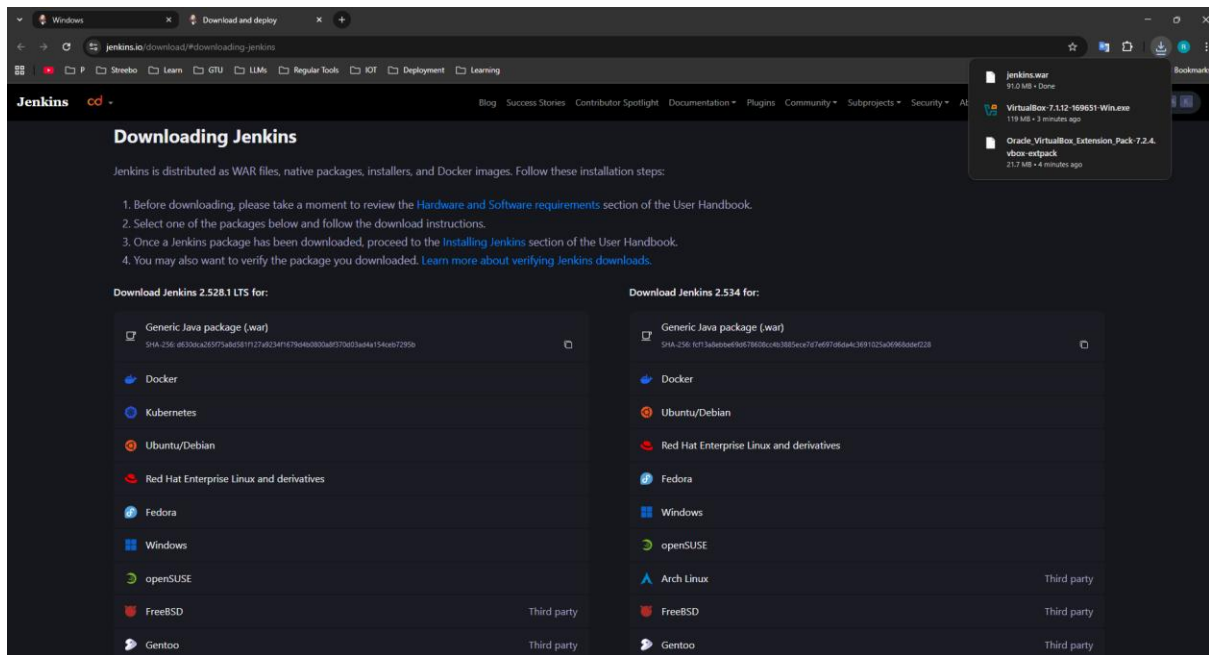 Windows
Download and deploy
jenkins.io/download/#downloading-jenkins
P Streebo Learn GTU LLMs Regular Tools IOT Deployment Learning
Bookmark
jenkins.war
91.0 MB • Done
VirtualBox-7.1.12-169651-Win.exe
119 MB • 3 minutes ago
Oracle_VirtualBox_Extension_Pack-7.2.4.
vbox-extpack
21.7 MB • 4 minutes ago
Jenkins cd Blog Success Stories Contributor Spotlight Documentation Plugins Community Subprojects Security Ab
Downloading Jenkins
Jenkins is distributed as WAR files, native packages, installers, and Docker images. Follow these installation steps:
1. Before downloading, please take a moment to review the Hardware and Software requirements section of the User Handbook.
2. Select one of the packages below and follow the download instructions.
3. Once a Jenkins package has been downloaded, proceed to the Installing Jenkins section of the User Handbook.
4. You may also want to verify the package you downloaded. Learn more about verifying Jenkins downloads.
Download Jenkins 2.528.1 LTS for:
Generic Java package (.war)
SHA-256:
Docker
Kubernetes
Ubuntu/Debian
Red Hat Enterprise Linux and derivatives
Fedora
Windows
openSUSE
FreeBSD Third party
Gentoo Third party
Download Jenkins 2.534 for:
Generic Java package (.war)
SHA-256:
Docker
Ubuntu/Debian
Red Hat Enterprise Linux and derivatives
Fedora
Windows
openSUSE
Arch Linux Third party
FreeBSD Third party
Gentoo Third party